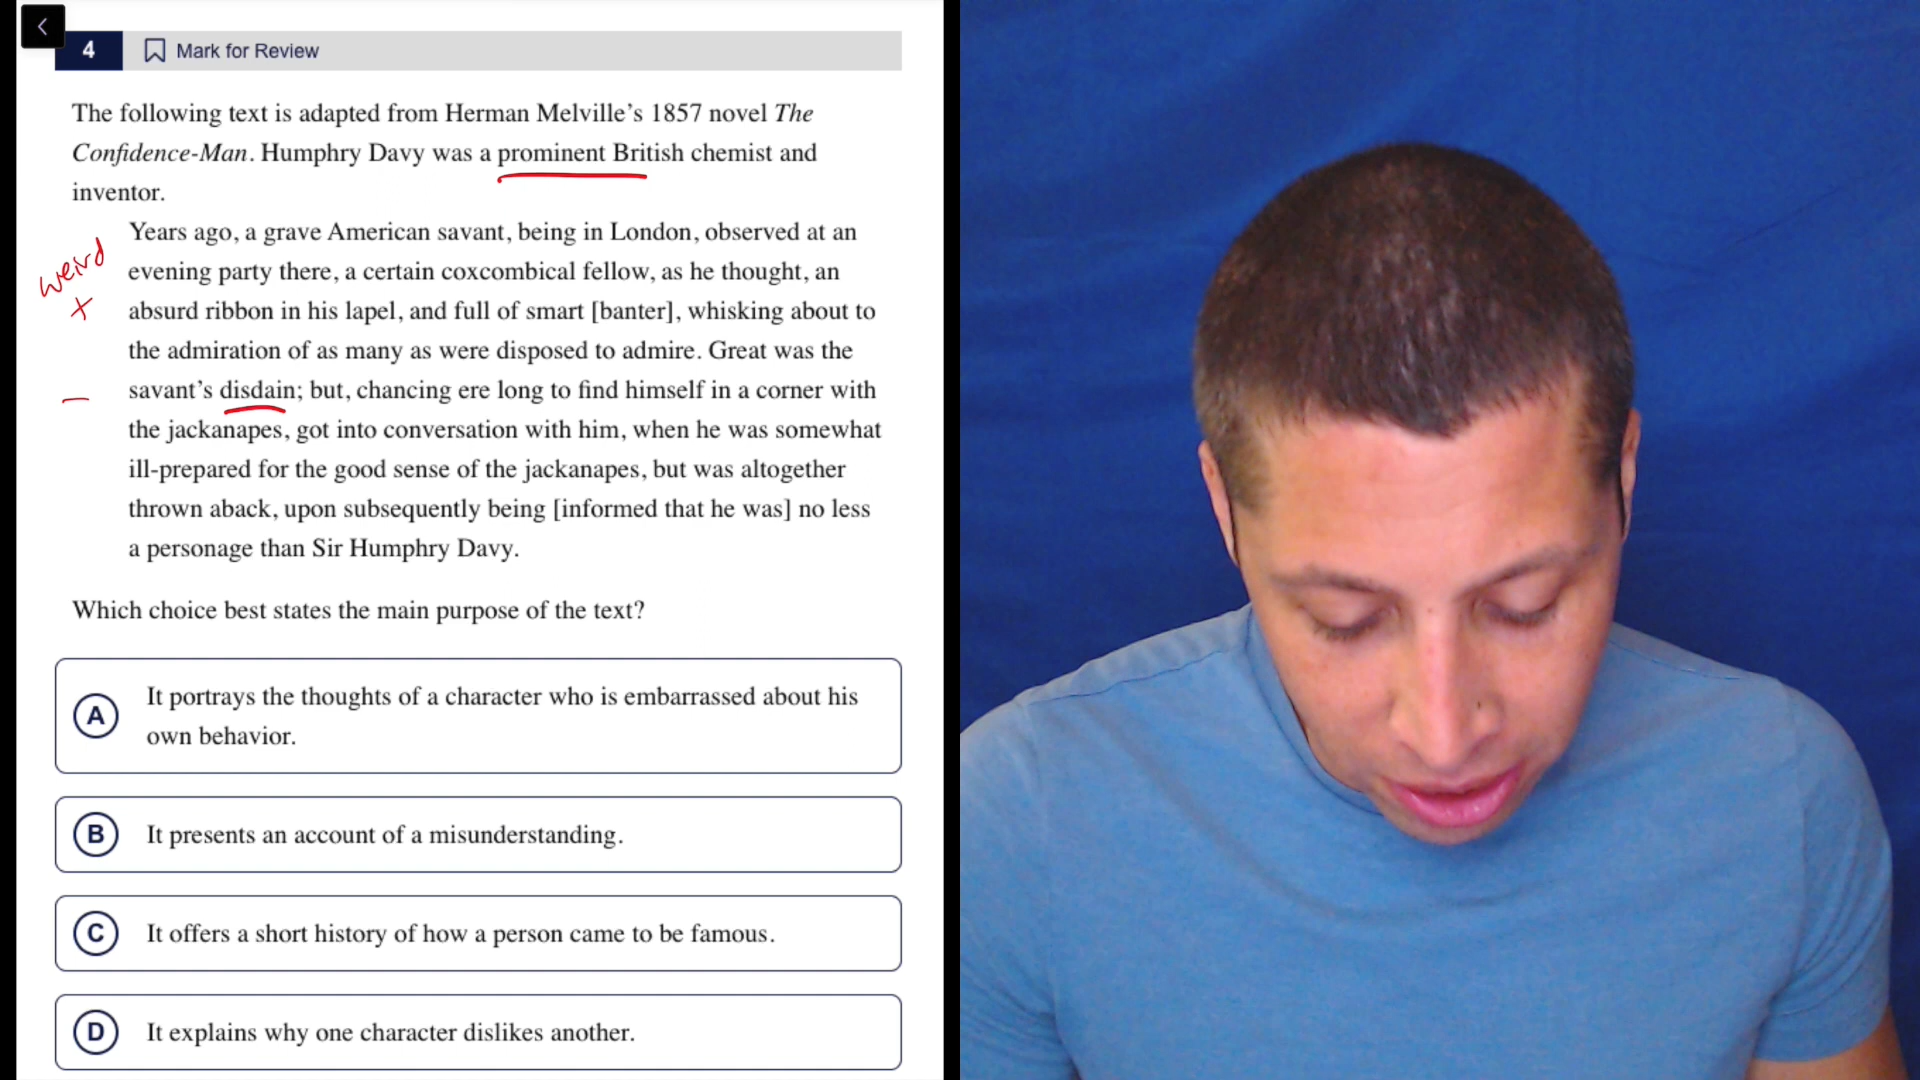 4 Mark for Review
The following text is adapted from Herman Melville's 1857 novel The
Confidence-Man. Humphry Davy was a prominent British chemist and
inventor.
Years ago, a grave American savant, being in London, observed at an
evening party there, a certain coxcombical fellow, as he thought, an
absurd ribbon in his lapel, and full of smart [banter], whisking about to
the admiration of as many as were disposed to admire. Great was the
savant's disdain; but, chancing ere long to find himself in a corner with
the jackanapes, got into conversation with him, when he was somewhat
ill-prepared for the good sense of the jackanapes, but was altogether
thrown aback, upon subsequently being [informed that he was] no less
a personage than Sir Humphry Davy.
weird
+
–
Which choice best states the main purpose of the text?
A It portrays the thoughts of a character who is embarrassed about his
own behavior.
B It presents an account of a misunderstanding.
C It offers a short history of how a person came to be famous.
D It explains why one character dislikes another.